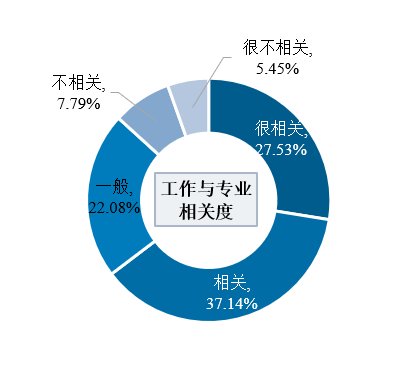 很不相关,
5.45%
不相关,
7.79%
很相关,
27.53%
一般,
22.08%
工作与专业
相关度
相关,
37.14%